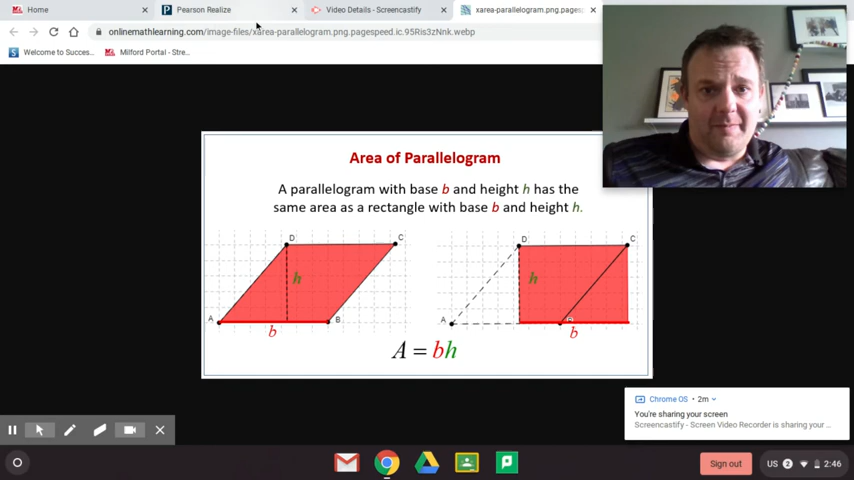 Home
Pearson Realize
Video Details - Screencastify
xarea-parallelogram.png.pages
onlinemathlearning.com/image-files/xarea-parallelogram.png.pagespeed.ic.95Ris3zNnk.webp
Welcome to Succes...
Milford Portal - Stre...
Area of Parallelogram
A parallelogram with base b and height h has the
same area as a rectangle with base b and height h.
D C D C
h h
A B A B
b b
A = bh
Chrome OS • 2m
You're sharing your screen
Screencastify - Screen Video Recorder is sharing your ...
Sign out
US 2 2:46